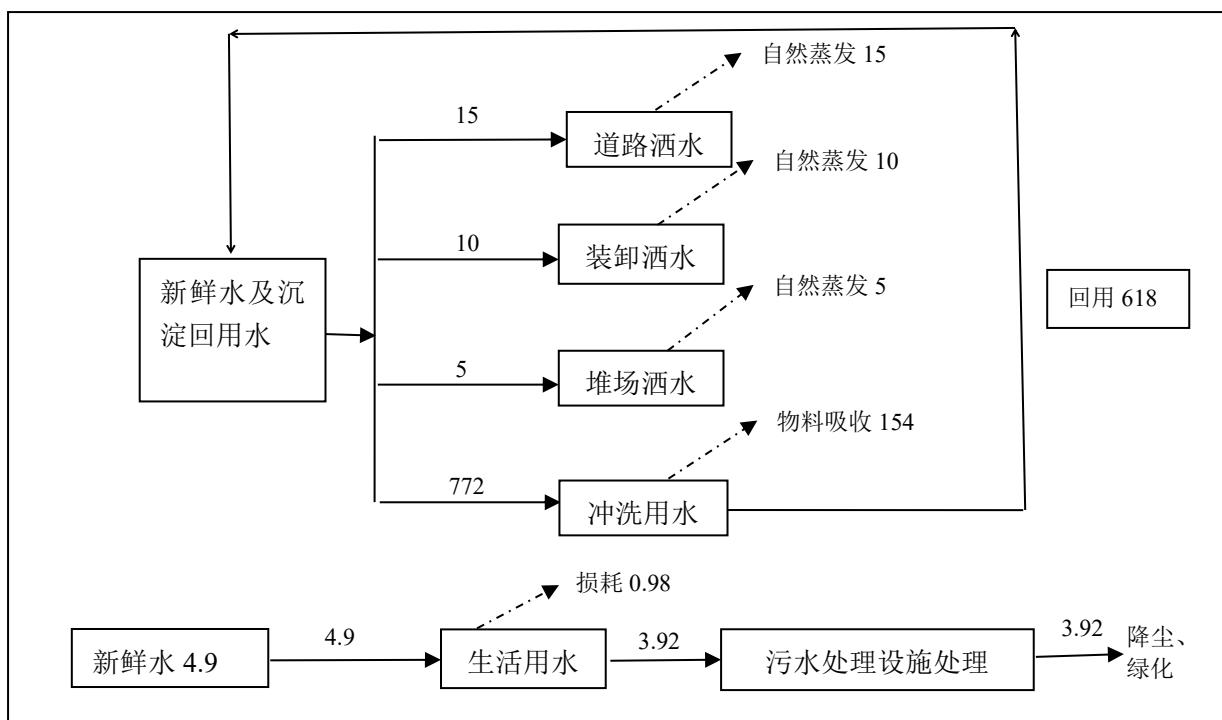 自然蒸发 15
15
道路洒水
自然蒸发 10
10
装卸洒水
新鲜水及沉
淀回用水
自然蒸发 5
回用 618
5
堆场洒水
物料吸收 154
772
冲洗用水
损耗 0.98
新鲜水 4.9
4.9
生活用水
3.92
污水处理设施处理
3.92
降尘、
绿化